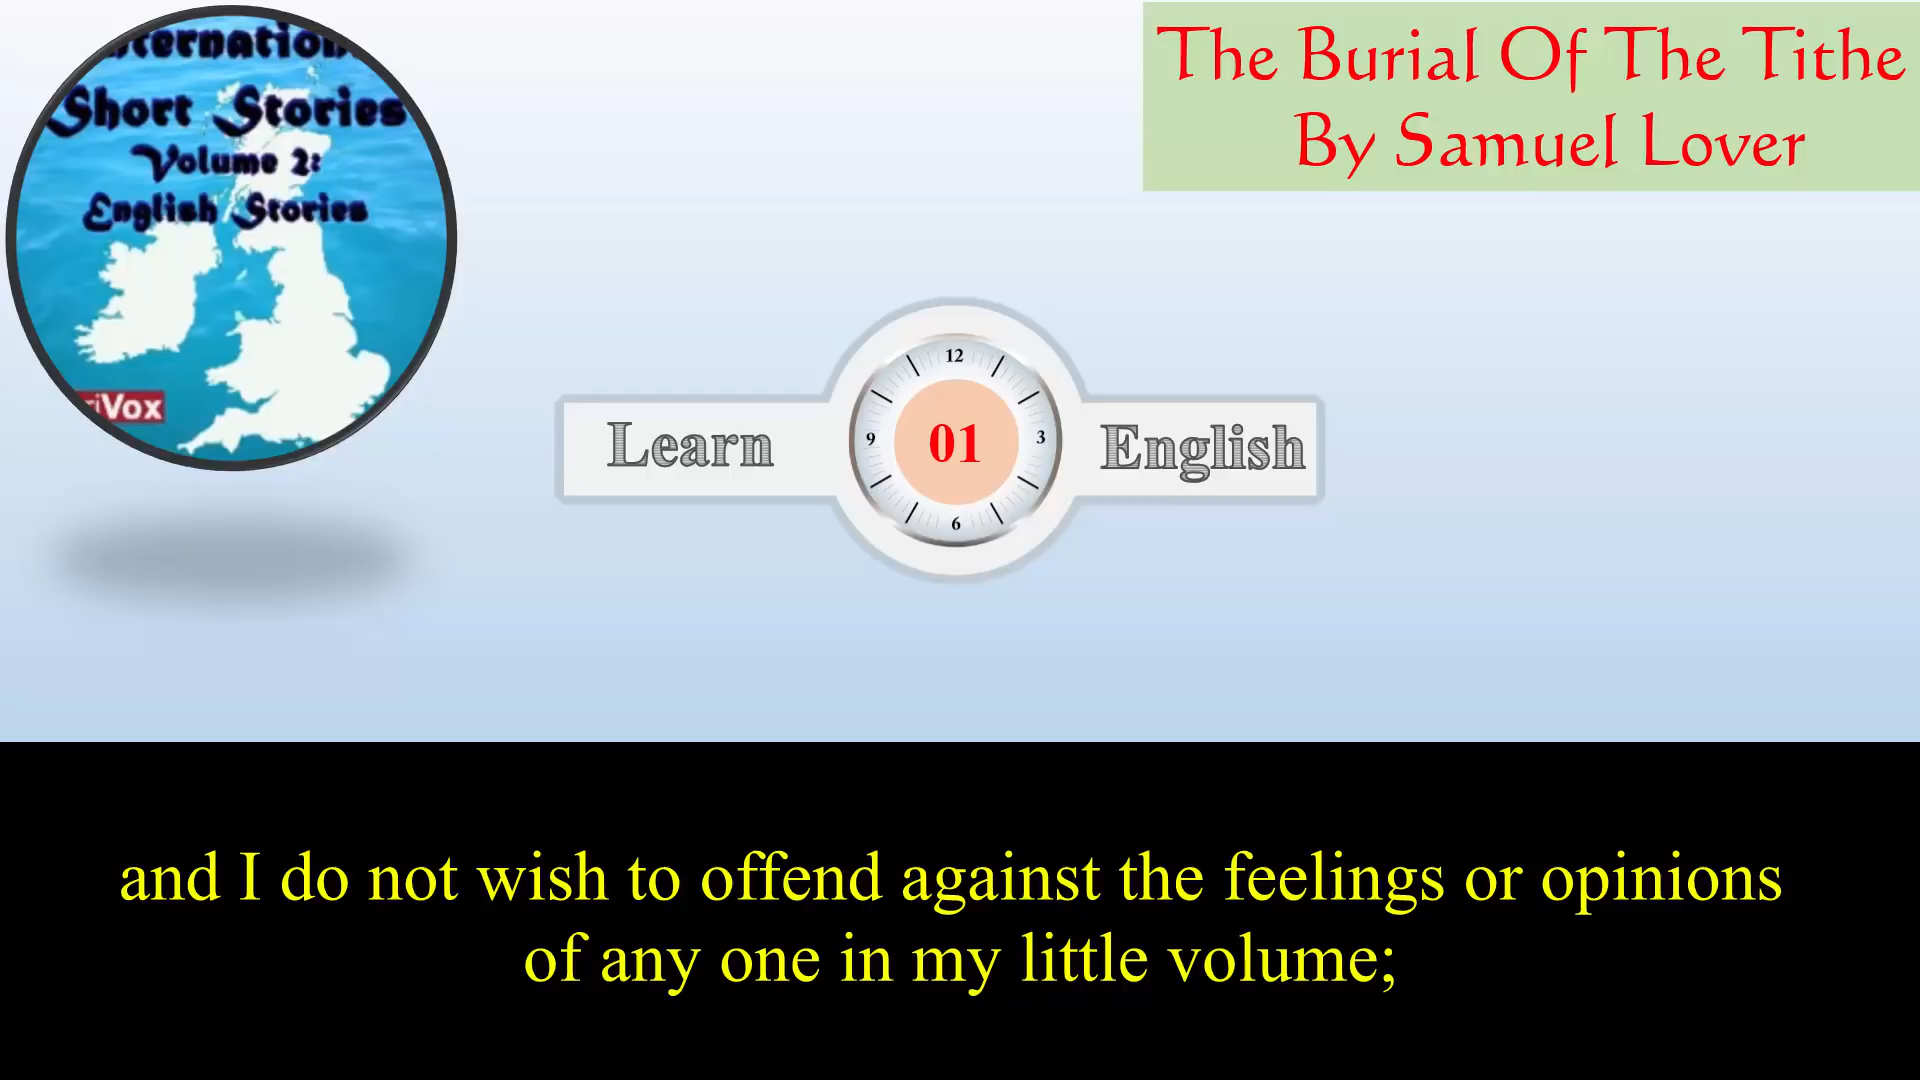 Short Stories
Volume 2:
English Stories
Vox
The Burial Of The Tithe
By Samuel Lover
12
Learn
9
01
3
English
6
and I do not wish to offend against the feelings or opinions
of any one in my little volume;